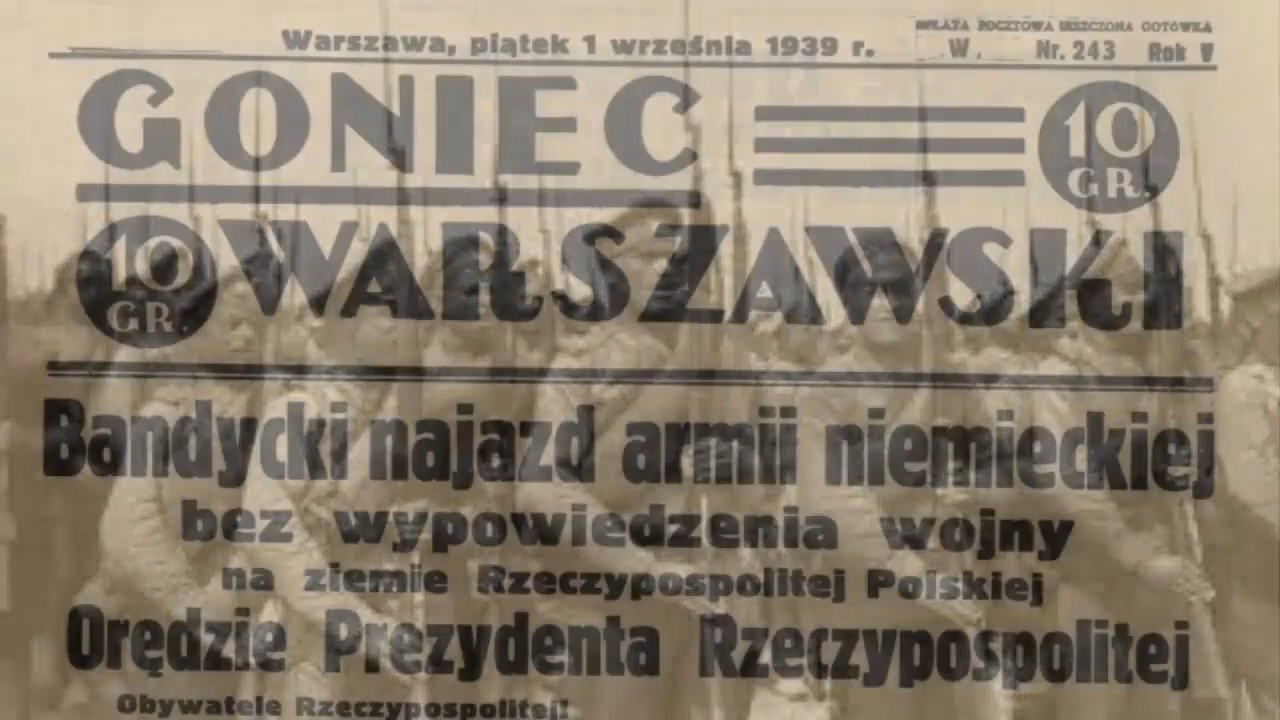 Warszawa, piątek 1 września 1939 r.
POCZTOWA UISZCZONA GOTÓWKĄ
W. Nr. 243 Rok V
GONIEC
10 GR.
10 GR.
WARSZAWSKI
Bandycki najazd armii niemieckiej
bez wypowiedzenia wojny
na ziemie Rzeczypospolitej Polskiej
Orędzie Prezydenta Rzeczypospolitej
Obywatele Rzeczypospolitej!